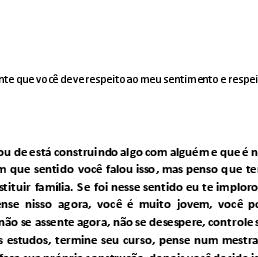 nte que você deve respeito ao meu sentimento e respei
ou de está construindo algo com alguém e que é n
m que sentido você falou isso, mas penso que te
stituir família. Se foi nesse sentido eu te imploro
ense nisso agora, você é muito jovem, você po
não se assente agora, não se desespere, controle s
s estudos, termine seu curso, pense num mestra